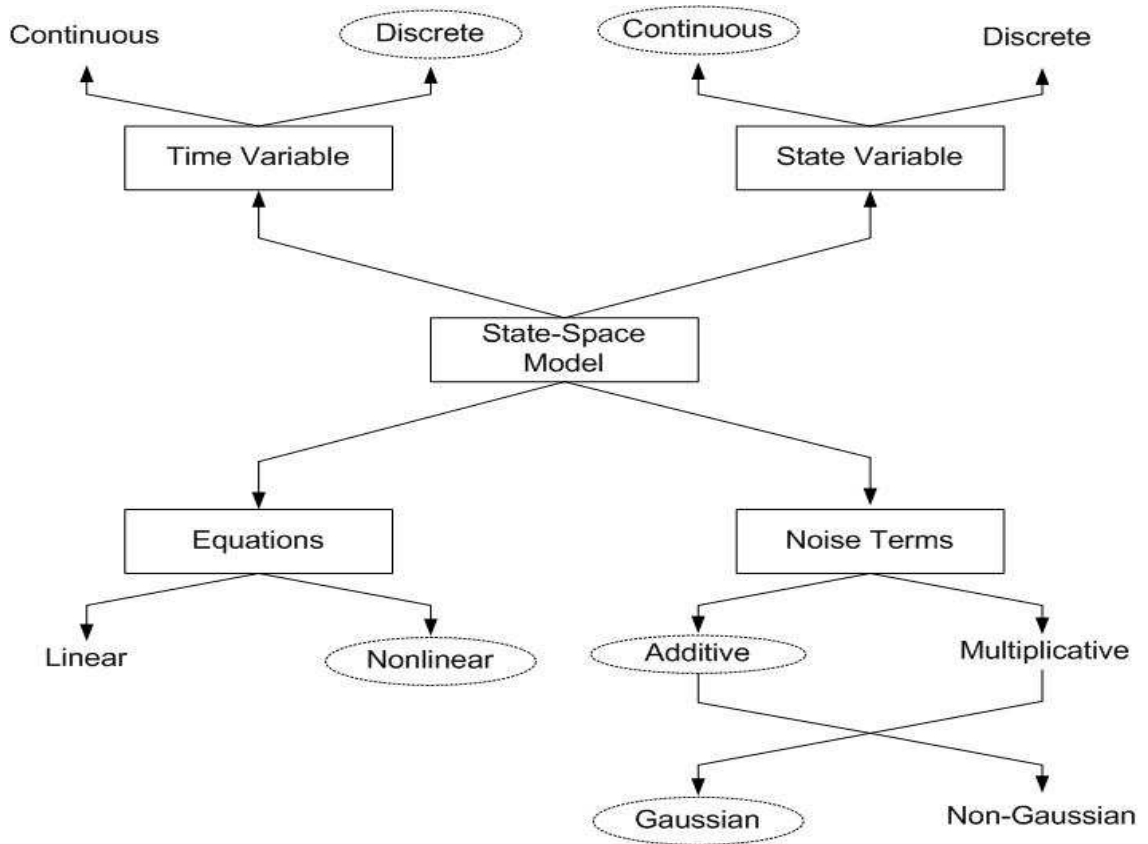 Continuous
Discrete
Continuous
Discrete
Time Variable
State Variable
State-Space
Model
Equations
Noise Terms
Linear
Nonlinear
Additive
Multiplicative
Gaussian
Non-Gaussian